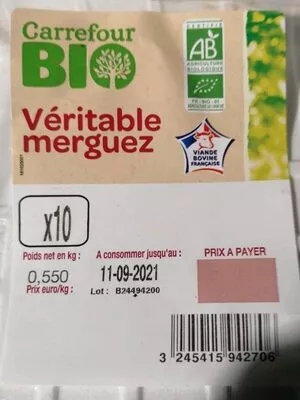 Carrefour
BIO
CERTIFIÉ
AB
AGRICULTURE
BIOLOGIQUE
Véritable
merguez
VIANDE
BOVINE
FRANÇAISE
x10
Poids net en kg :
A consommer jusqu'au :
PRIX A PAYER
0,550
11-09-2021
Prix euro/kg :
Lot : B24494200
3 245415 942706